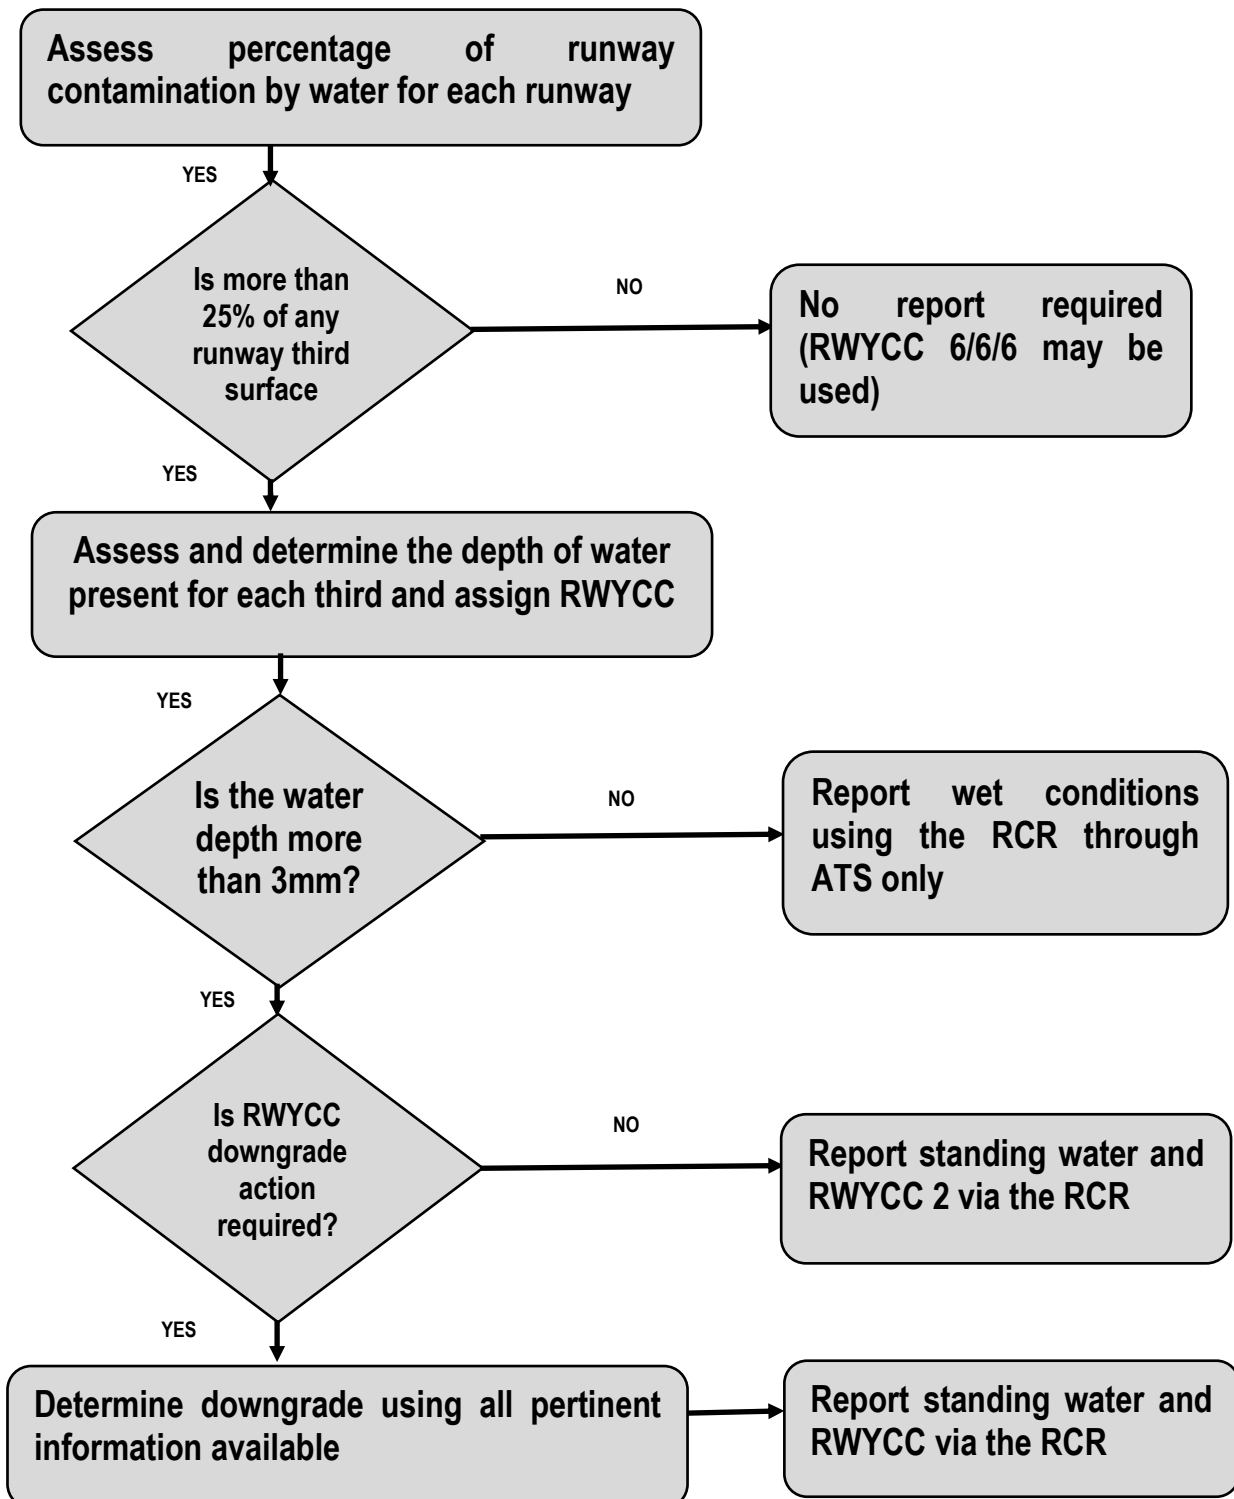 Assess percentage of runway
contamination by water for each runway
YES
Is more than
25% of any
runway third
surface
NO
No report required
(RWYCC 6/6/6 may be
used)
YES
Assess and determine the depth of water
present for each third and assign RWYCC
YES
Is the water
depth more
than 3mm?
NO
Report wet conditions
using the RCR through
ATS only
YES
Is RWYCC
downgrade
action
required?
NO
Report standing water and
RWYCC 2 via the RCR
YES
Determine downgrade using all pertinent
information available
Report standing water and
RWYCC via the RCR